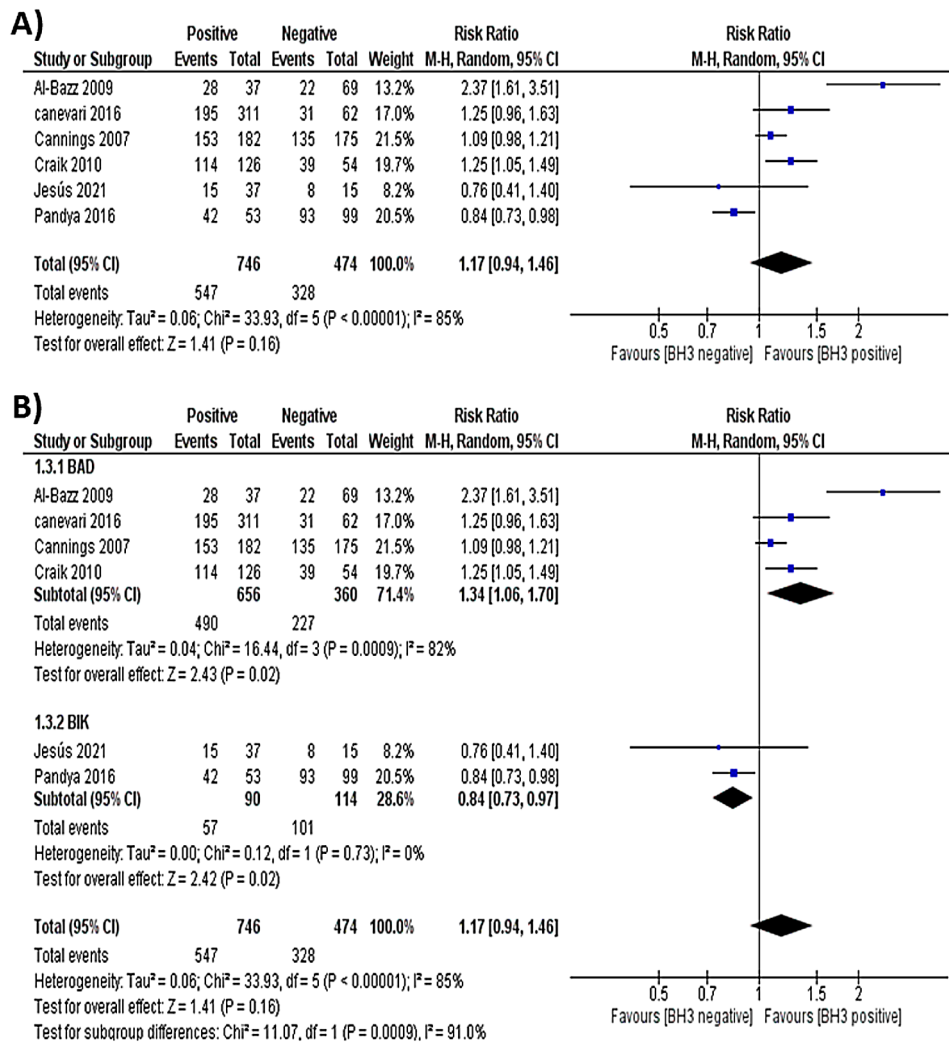 A)
Positive Negative Risk Ratio Risk Ratio
Study or Subgroup Events Total Events Total Weight M-H, Random, 95% CI M-H, Random, 95% CI
Al-Bazz 2009 28 37 22 69 13.2% 2.37 [1.61, 3.51]
canevari 2016 195 311 31 62 17.0% 1.25 [0.96, 1.63]
Cannings 2007 153 182 135 175 21.5% 1.09 [0.98, 1.21]
Craik 2010 114 126 39 54 19.7% 1.25 [1.05, 1.49]
Jesús 2021 15 37 8 15 8.2% 0.76 [0.41, 1.40]
Pandya 2016 42 53 93 99 20.5% 0.84 [0.73, 0.98]
Total (95% CI) 746 474 100.0% 1.17 [0.94, 1.46]
Total events 547 328
Heterogeneity: Tau² = 0.06; Chi² = 33.93, df = 5 (P < 0.00001); I² = 85%
Test for overall effect: Z = 1.41 (P = 0.16)
0.5 0.7 1 1.5 2
Favours [BH3 negative] Favours [BH3 positive]
B)
Positive Negative Risk Ratio Risk Ratio
Study or Subgroup Events Total Events Total Weight M-H, Random, 95% CI M-H, Random, 95% CI
1.3.1 BAD
Al-Bazz 2009 28 37 22 69 13.2% 2.37 [1.61, 3.51]
canevari 2016 195 311 31 62 17.0% 1.25 [0.96, 1.63]
Cannings 2007 153 182 135 175 21.5% 1.09 [0.98, 1.21]
Craik 2010 114 126 39 54 19.7% 1.25 [1.05, 1.49]
Subtotal (95% CI) 656 360 71.4% 1.34 [1.06, 1.70]
Total events 490 227
Heterogeneity: Tau² = 0.04; Chi² = 16.44, df = 3 (P = 0.0009); I² = 82%
Test for overall effect: Z = 2.43 (P = 0.02)
1.3.2 BIK
Jesús 2021 15 37 8 15 8.2% 0.76 [0.41, 1.40]
Pandya 2016 42 53 93 99 20.5% 0.84 [0.73, 0.98]
Subtotal (95% CI) 90 114 28.6% 0.84 [0.73, 0.97]
Total events 57 101
Heterogeneity: Tau² = 0.00; Chi² = 0.12, df = 1 (P = 0.73); I² = 0%
Test for overall effect: Z = 2.42 (P = 0.02)
Total (95% CI) 746 474 100.0% 1.17 [0.94, 1.46]
Total events 547 328
Heterogeneity: Tau² = 0.06; Chi² = 33.93, df = 5 (P < 0.00001); I² = 85%
Test for overall effect: Z = 1.41 (P = 0.16)
Test for subgroup differences: Chi² = 11.07, df = 1 (P = 0.0009), I² = 91.0%
0.5 0.7 1 1.5 2
Favours [BH3 negative] Favours [BH3 positive]